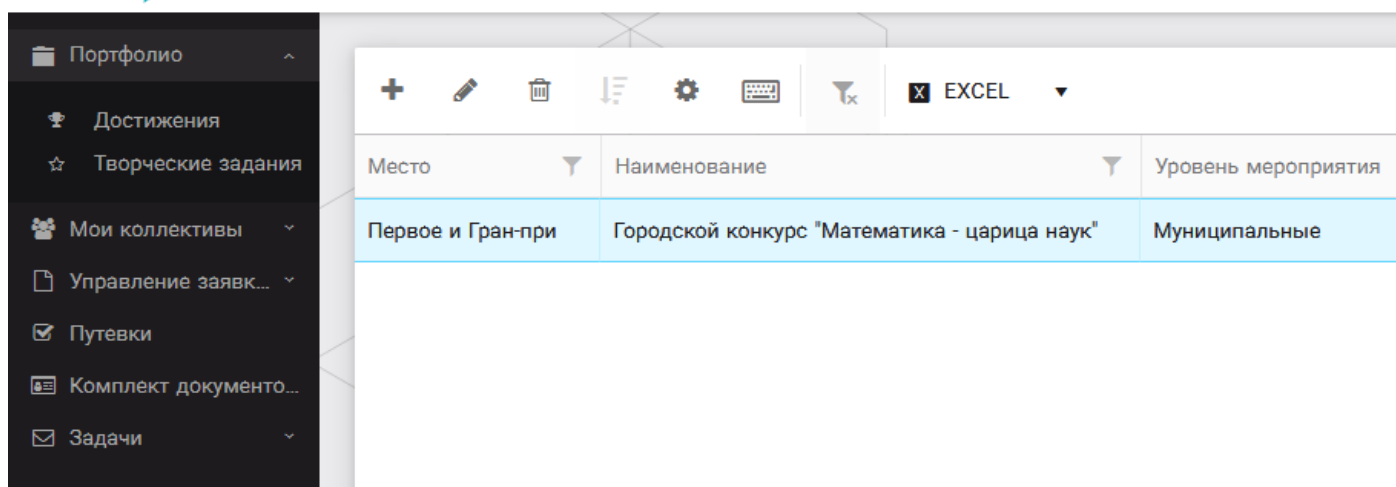 Портфолио
Достижения
Творческие задания
Мои коллективы
Управление заявк...
Путевки
Комплект документо...
Задачи
X EXCEL
Место Наименование Уровень мероприятия
Первое и Гран-при Городской конкурс "Математика - царица наук" Муниципальные